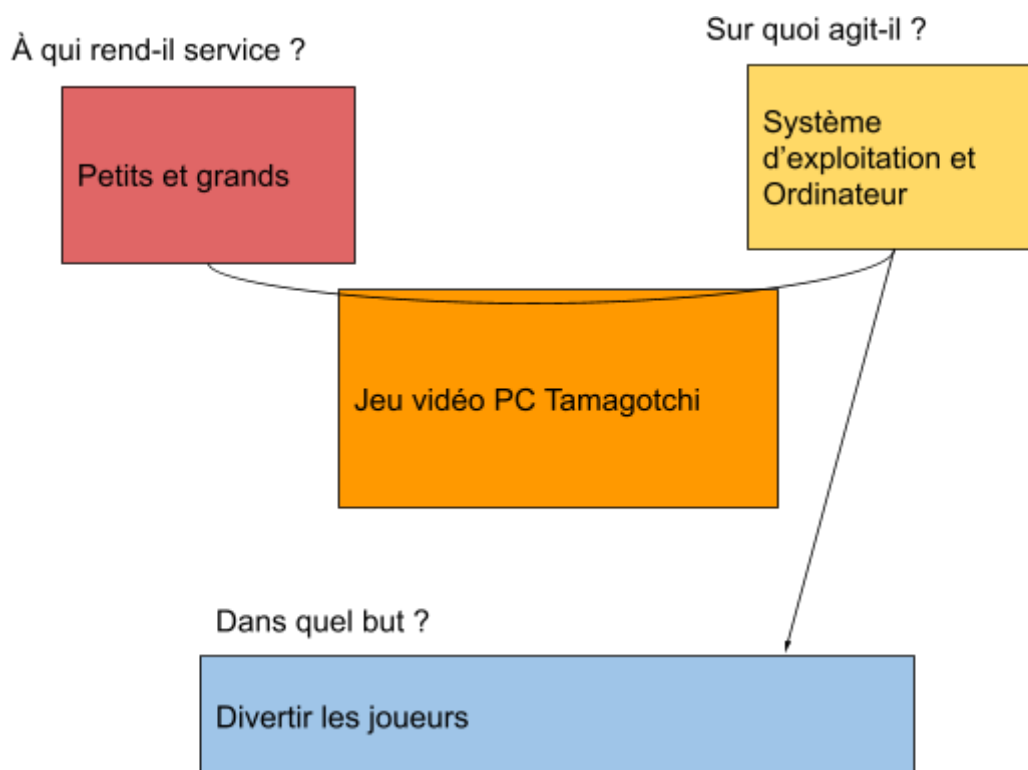 À qui rend-il service ?
Sur quoi agit-il ?
Petits et grands
Système
d’exploitation et
Ordinateur
Jeu vidéo PC Tamagotchi
Dans quel but ?
Divertir les joueurs